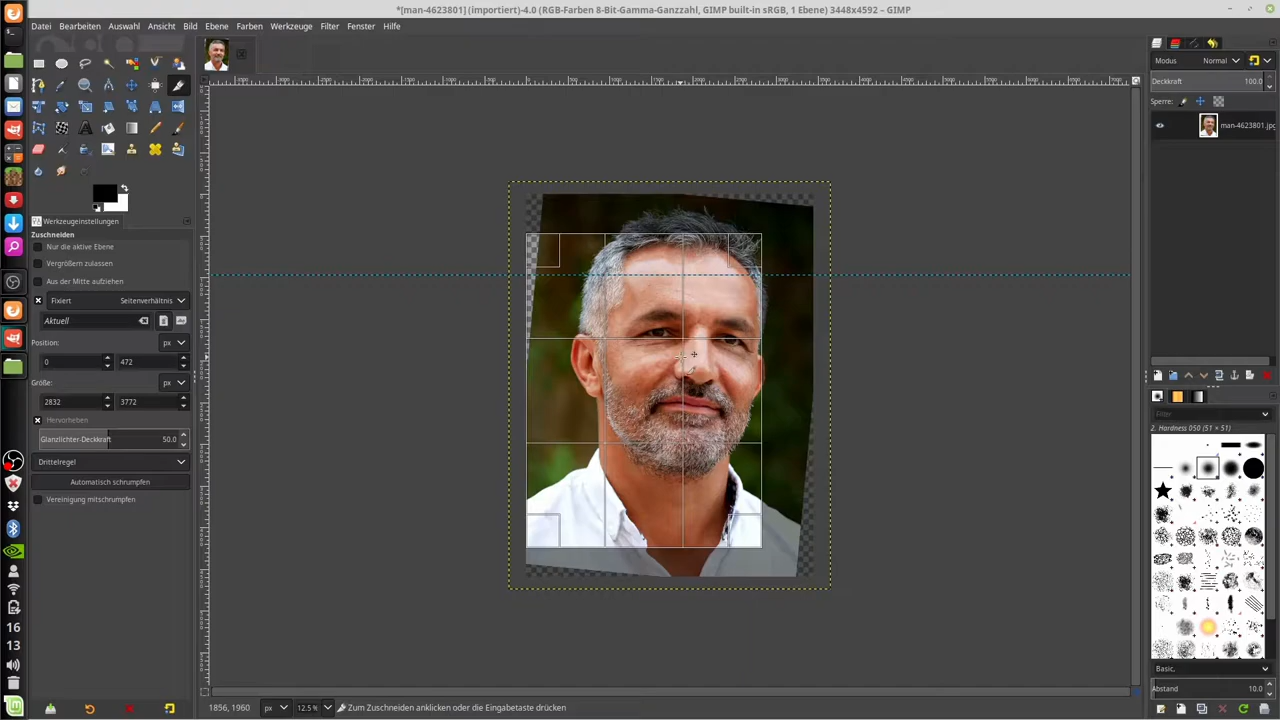 *[man-4623801] (importiert)-4.0 (RGB-Farben 8-Bit-Gamma-Ganzzahl, GIMP built-in sRGB, 1 Ebene) 3448x4592 – GIMP
Datei Bearbeiten Auswahl Ansicht Bild Ebene Farben Werkzeuge Filter Fenster Hilfe
Modus Normal
Deckkraft 100.0
Sperre:
man-4623801.jpg
Werkzeugeinstellungen
Zuschneiden
Nur die aktive Ebene
Vergrößern zulassen
Aus der Mitte aufziehen
Fixiert Seitenverhältnis
Aktuell
Position: px
0 472
Größe: px
2832 3772
Hervorheben
Glanzlichter-Deckkraft 50.0
Drittelregel
Automatisch schrumpfen
Vereinigung mitschrumpfen
Filter
2. Hardness 050 (51 × 51)
Basic,
Abstand 10.0
16
13
1856, 1960 px 12.5 % Zum Zuschneiden anklicken oder die Eingabetaste drücken